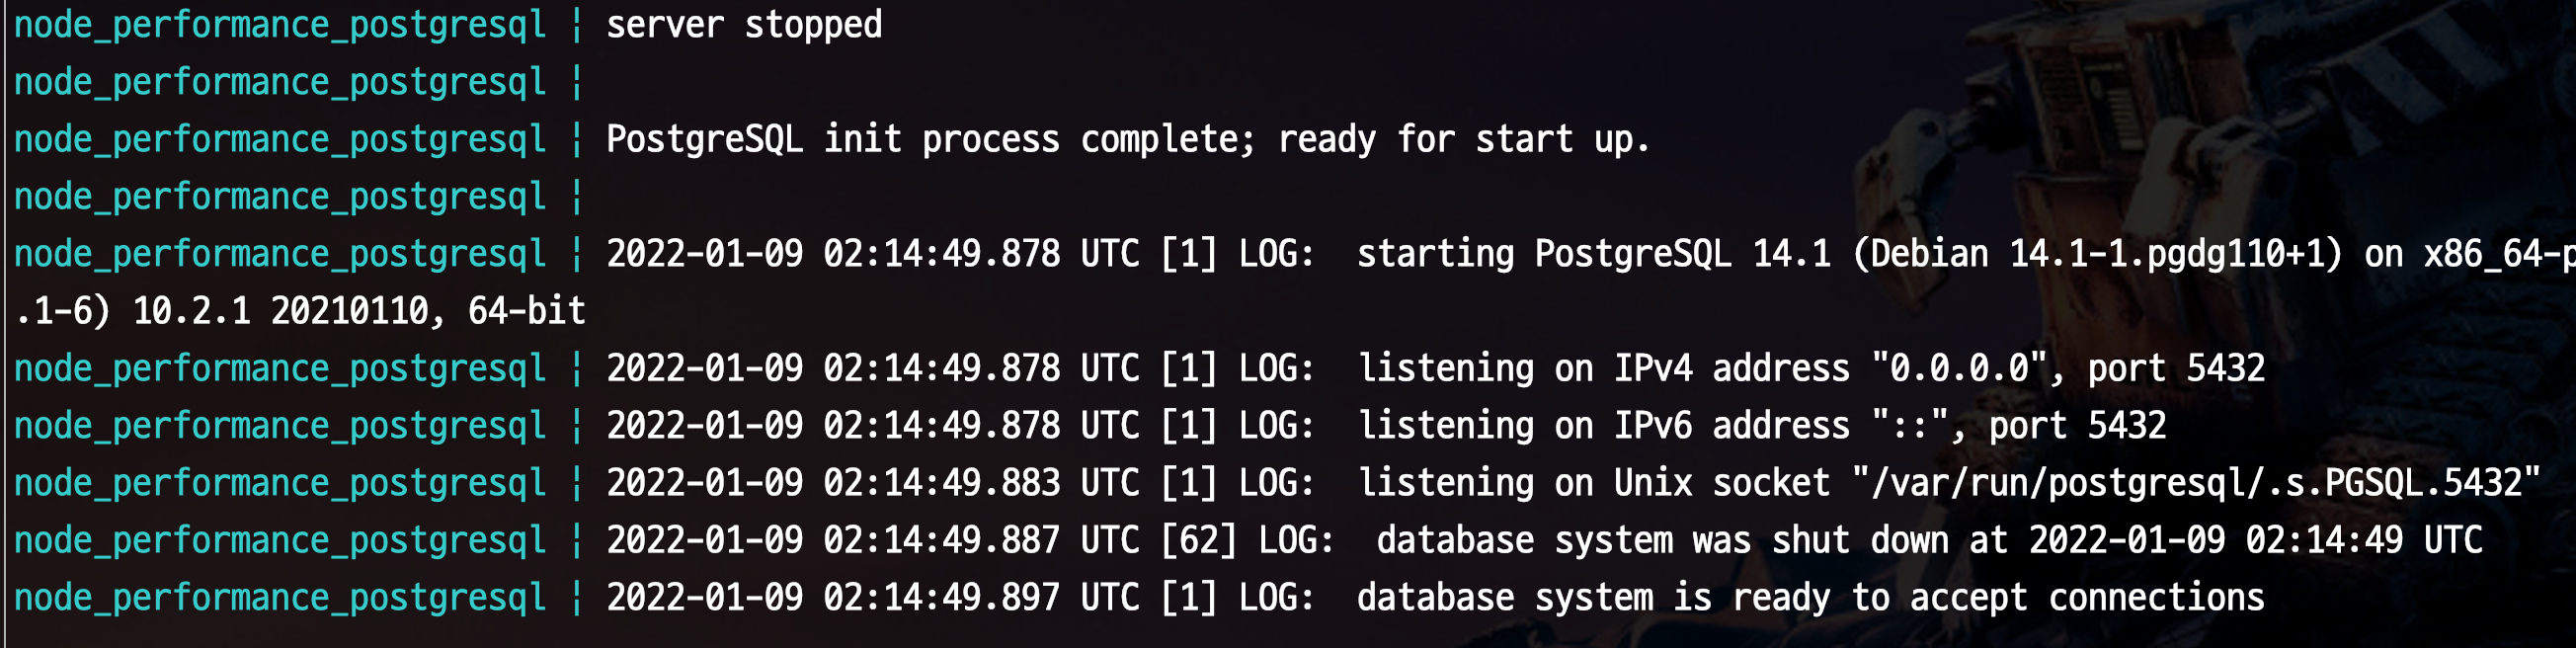 node_performance_postgresql ¦ server stopped
node_performance_postgresql ¦
node_performance_postgresql ¦ PostgreSQL init process complete; ready for start up.
node_performance_postgresql ¦
node_performance_postgresql ¦ 2022-01-09 02:14:49.878 UTC [1] LOG:  starting PostgreSQL 14.1 (Debian 14.1-1.pgdg110+1) on x86_64-p
.1-6) 10.2.1 20210110, 64-bit
node_performance_postgresql ¦ 2022-01-09 02:14:49.878 UTC [1] LOG:  listening on IPv4 address "0.0.0.0", port 5432
node_performance_postgresql ¦ 2022-01-09 02:14:49.878 UTC [1] LOG:  listening on IPv6 address "::", port 5432
node_performance_postgresql ¦ 2022-01-09 02:14:49.883 UTC [1] LOG:  listening on Unix socket "/var/run/postgresql/.s.PGSQL.5432"
node_performance_postgresql ¦ 2022-01-09 02:14:49.887 UTC [62] LOG:  database system was shut down at 2022-01-09 02:14:49 UTC
node_performance_postgresql ¦ 2022-01-09 02:14:49.897 UTC [1] LOG:  database system is ready to accept connections